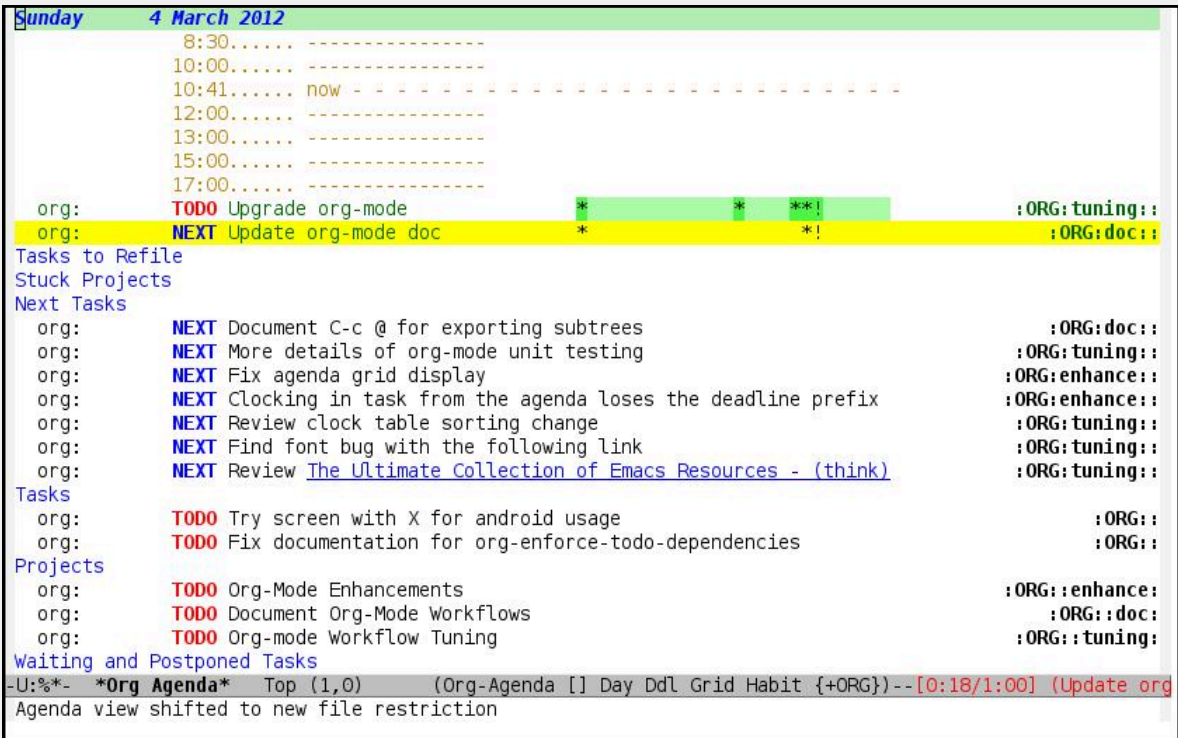 Sunday      4 March 2012
8:30...... ----------------
10:00...... ----------------
10:41...... now - - - - - - - - - - - - - - - - - - - - - - - - -
12:00...... ----------------
13:00...... ----------------
15:00...... ----------------
17:00...... ----------------
org:        TODO Upgrade org-mode               *             *    **!                 :ORG:tuning::
org:        NEXT Update org-mode doc            *                   *!                    :ORG:doc::
Tasks to Refile
Stuck Projects
Next Tasks
org:        NEXT Document C-c @ for exporting subtrees                                  :ORG:doc::
org:        NEXT More details of org-mode unit testing                               :ORG:tuning::
org:        NEXT Fix agenda grid display                                            :ORG:enhance::
org:        NEXT Clocking in task from the agenda loses the deadline prefix           :ORG:enhance::
org:        NEXT Review clock table sorting change                                   :ORG:tuning::
org:        NEXT Find font bug with the following link                               :ORG:tuning::
org:        NEXT Review The Ultimate Collection of Emacs Resources - (think)           :ORG:tuning::
Tasks
org:        TODO Try screen with X for android usage                                        :ORG::
org:        TODO Fix documentation for org-enforce-todo-dependencies                          :ORG::
Projects
org:        TODO Org-Mode Enhancements                                              :ORG::enhance:
org:        TODO Document Org-Mode Workflows                                            :ORG::doc:
org:        TODO Org-mode Workflow Tuning                                            :ORG::tuning:
Waiting and Postponed Tasks
-U:%*-  *Org Agenda*   Top (1,0)      (Org-Agenda [] Day Ddl Grid Habit {+ORG})--[0:18/1:00] (Update org
Agenda view shifted to new file restriction